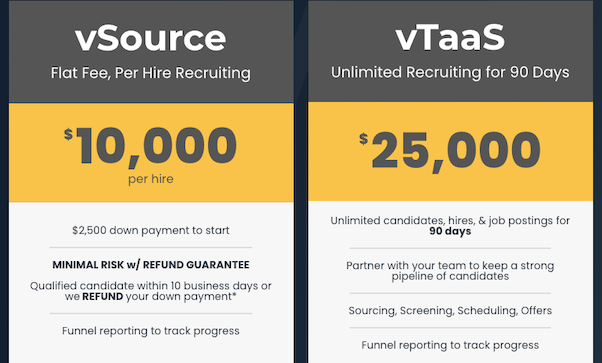 vSource
Flat Fee, Per Hire Recruiting
$10,000
per hire
$2,500 down payment to start
MINIMAL RISK w/ REFUND GUARANTEE
Qualified candidate within 10 business days or
we REFUND your down payment*
Funnel reporting to track progress
vTaaS
Unlimited Recruiting for 90 Days
$25,000
Unlimited candidates, hires, & job postings for
90 days
Partner with your team to keep a strong
pipeline of candidates
Sourcing, Screening, Scheduling, Offers
Funnel reporting to track progress